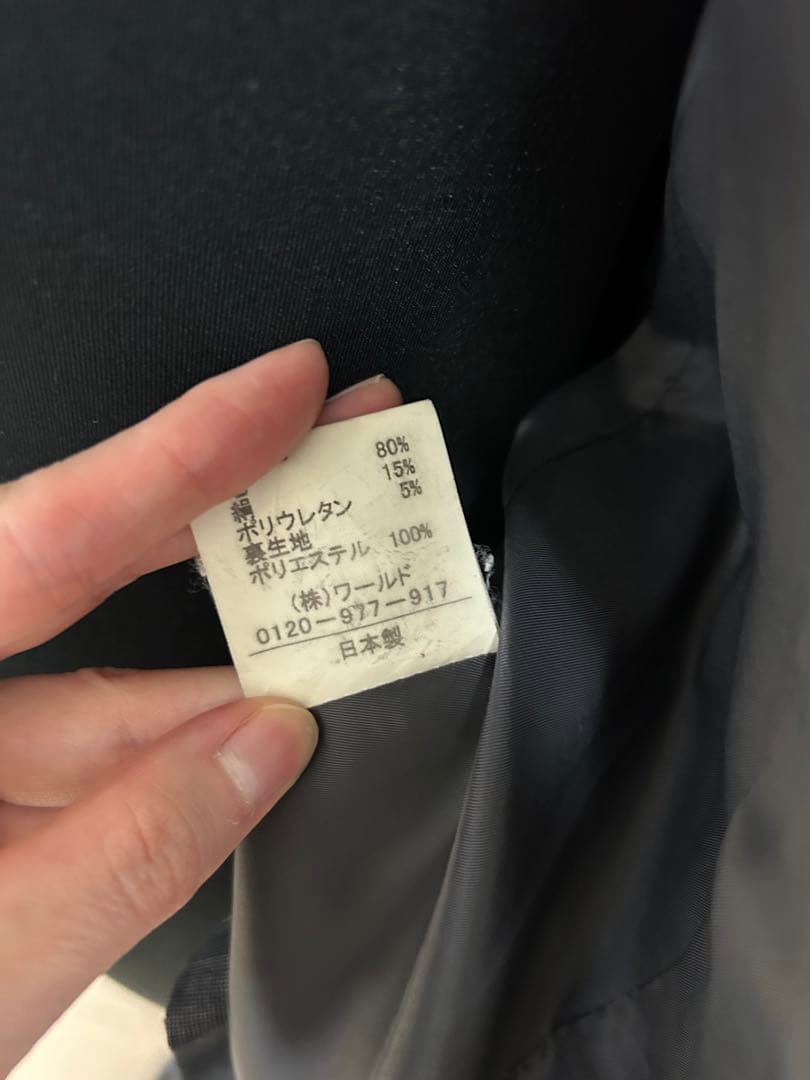 80%
絹 15%
ポリウレタン 5%
裏生地
ポリエステル 100%
(株)ワールド
0120-977-917
日本製